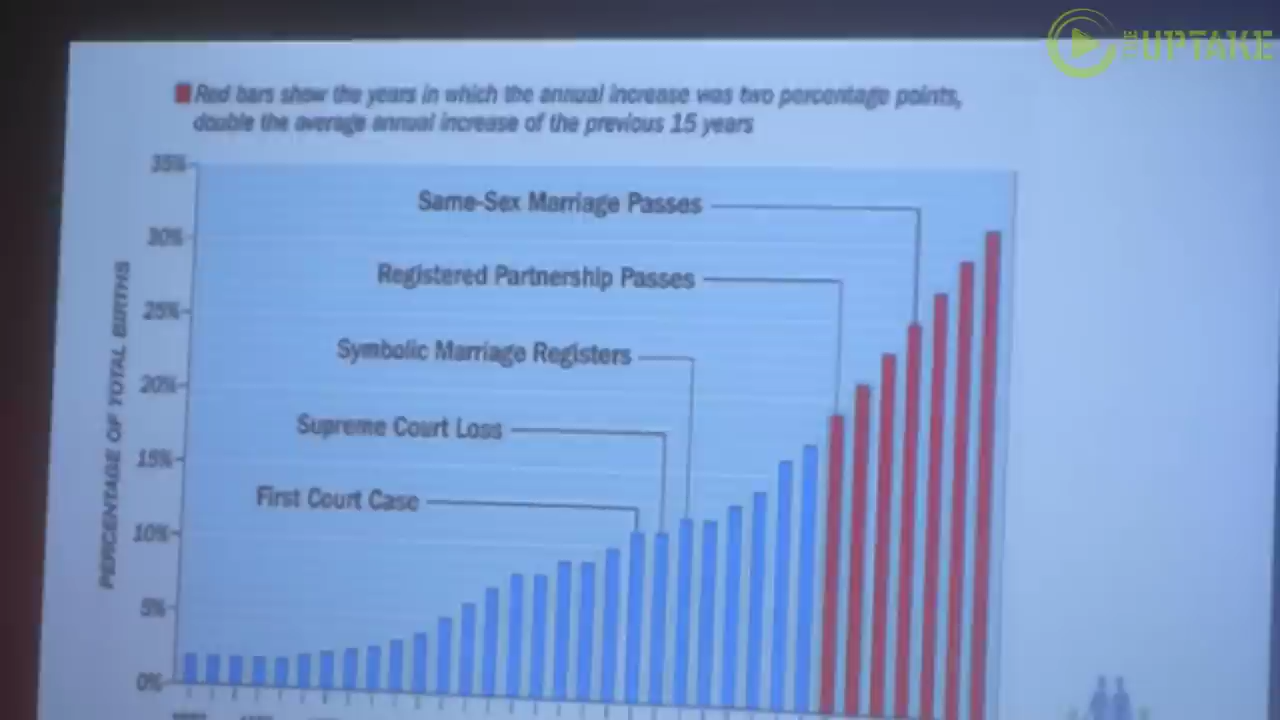 THE UPTAKE
Red bars show the years in which the annual increase was two percentage points,
double the average annual increase of the previous 15 years
35%
Same-Sex Marriage Passes
30%
Registered Partnership Passes
25%
Symbolic Marriage Registers
20%
Supreme Court Loss
15%
First Court Case
10%
5%
0%
PERCENTAGE OF TOTAL BIRTHS